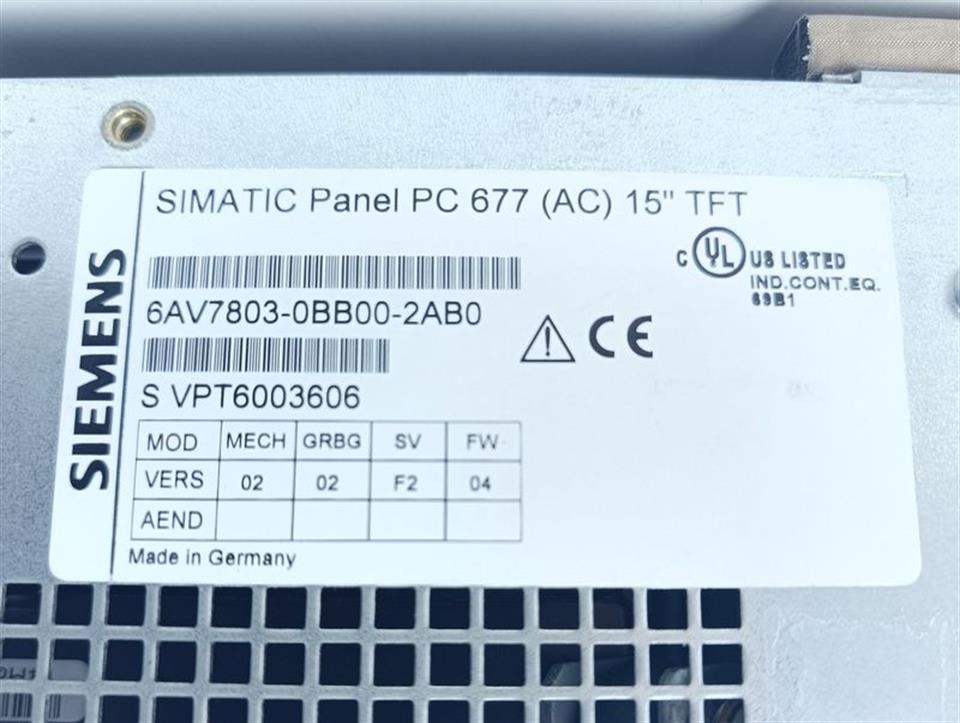 SIEMENS
SIMATIC Panel PC 677 (AC) 15" TFT
6AV7803-0BB00-2AB0
S VPT6003606
C UL US LISTED
IND.CONT.EQ.
69B1
CE
MOD MECH GRBG SV FW
VERS 02 02 F2 04
AEND
Made in Germany